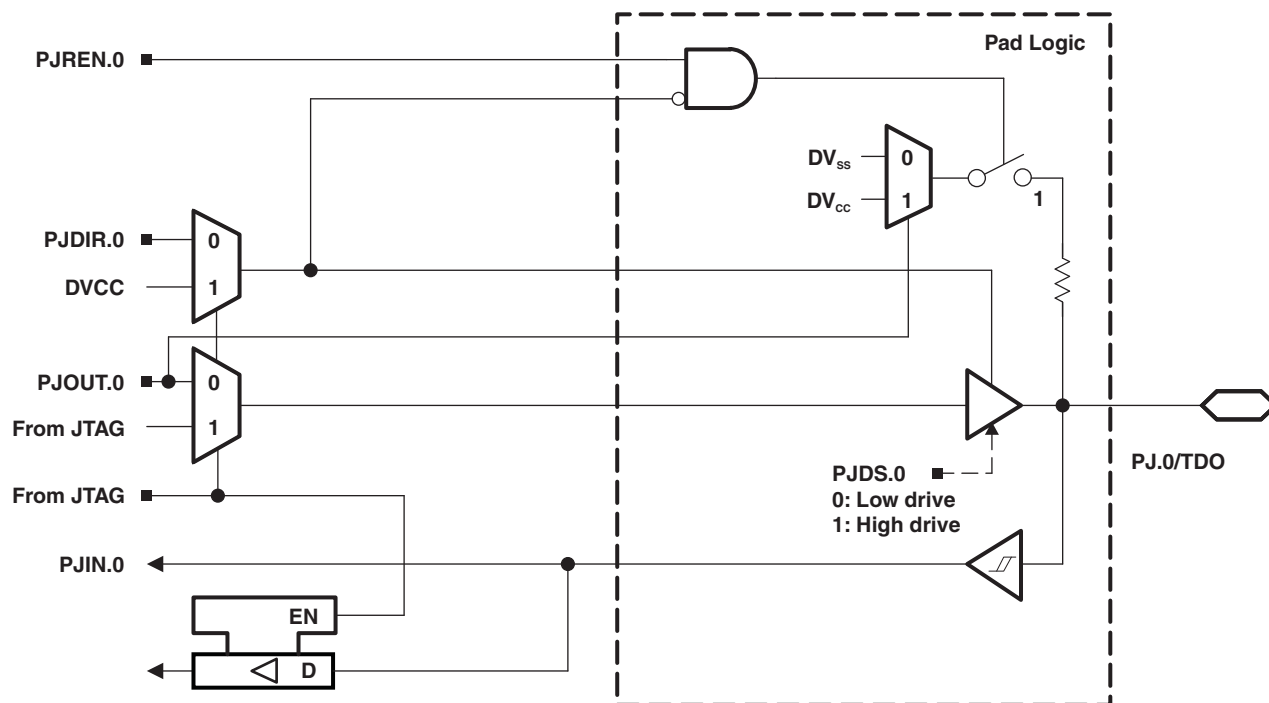 Pad Logic
PJREN.0
DVSS
0
DVCC
1
1
PJDIR.0
0
DVCC
1
PJOUT.0
0
From JTAG
1
PJDS.0
0: Low drive
1: High drive
PJ.0/TDO
From JTAG
PJIN.0
EN
D